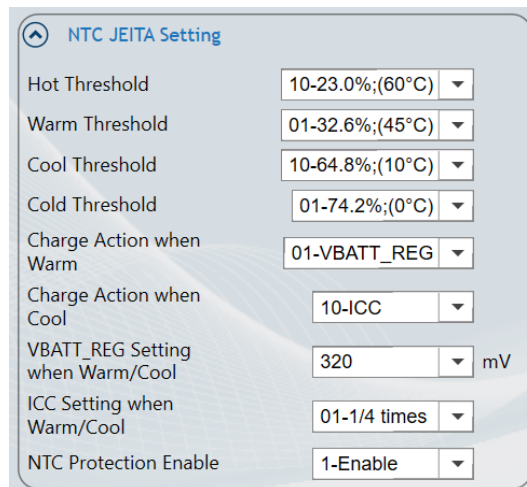 NTC JEITA Setting
Hot Threshold 10-23.0%;(60°C)
Warm Threshold 01-32.6%;(45°C)
Cool Threshold 10-64.8%;(10°C)
Cold Threshold 01-74.2%;(0°C)
Charge Action when
Warm 01-VBATT_REG
Charge Action when
Cool 10-ICC
VBATT_REG Setting
when Warm/Cool 320 mV
ICC Setting when
Warm/Cool 01-1/4 times
NTC Protection Enable 1-Enable